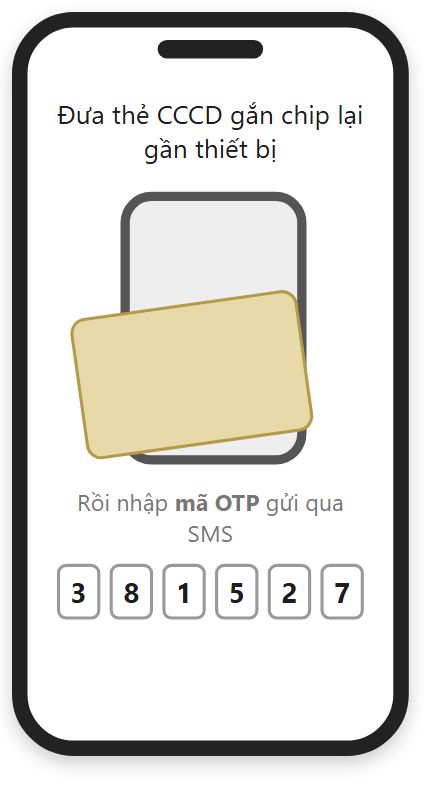 Đưa thẻ CCCD gắn chip lại
gần thiết bị
Rồi nhập mã OTP gửi qua
SMS
3 8 1 5 2 7